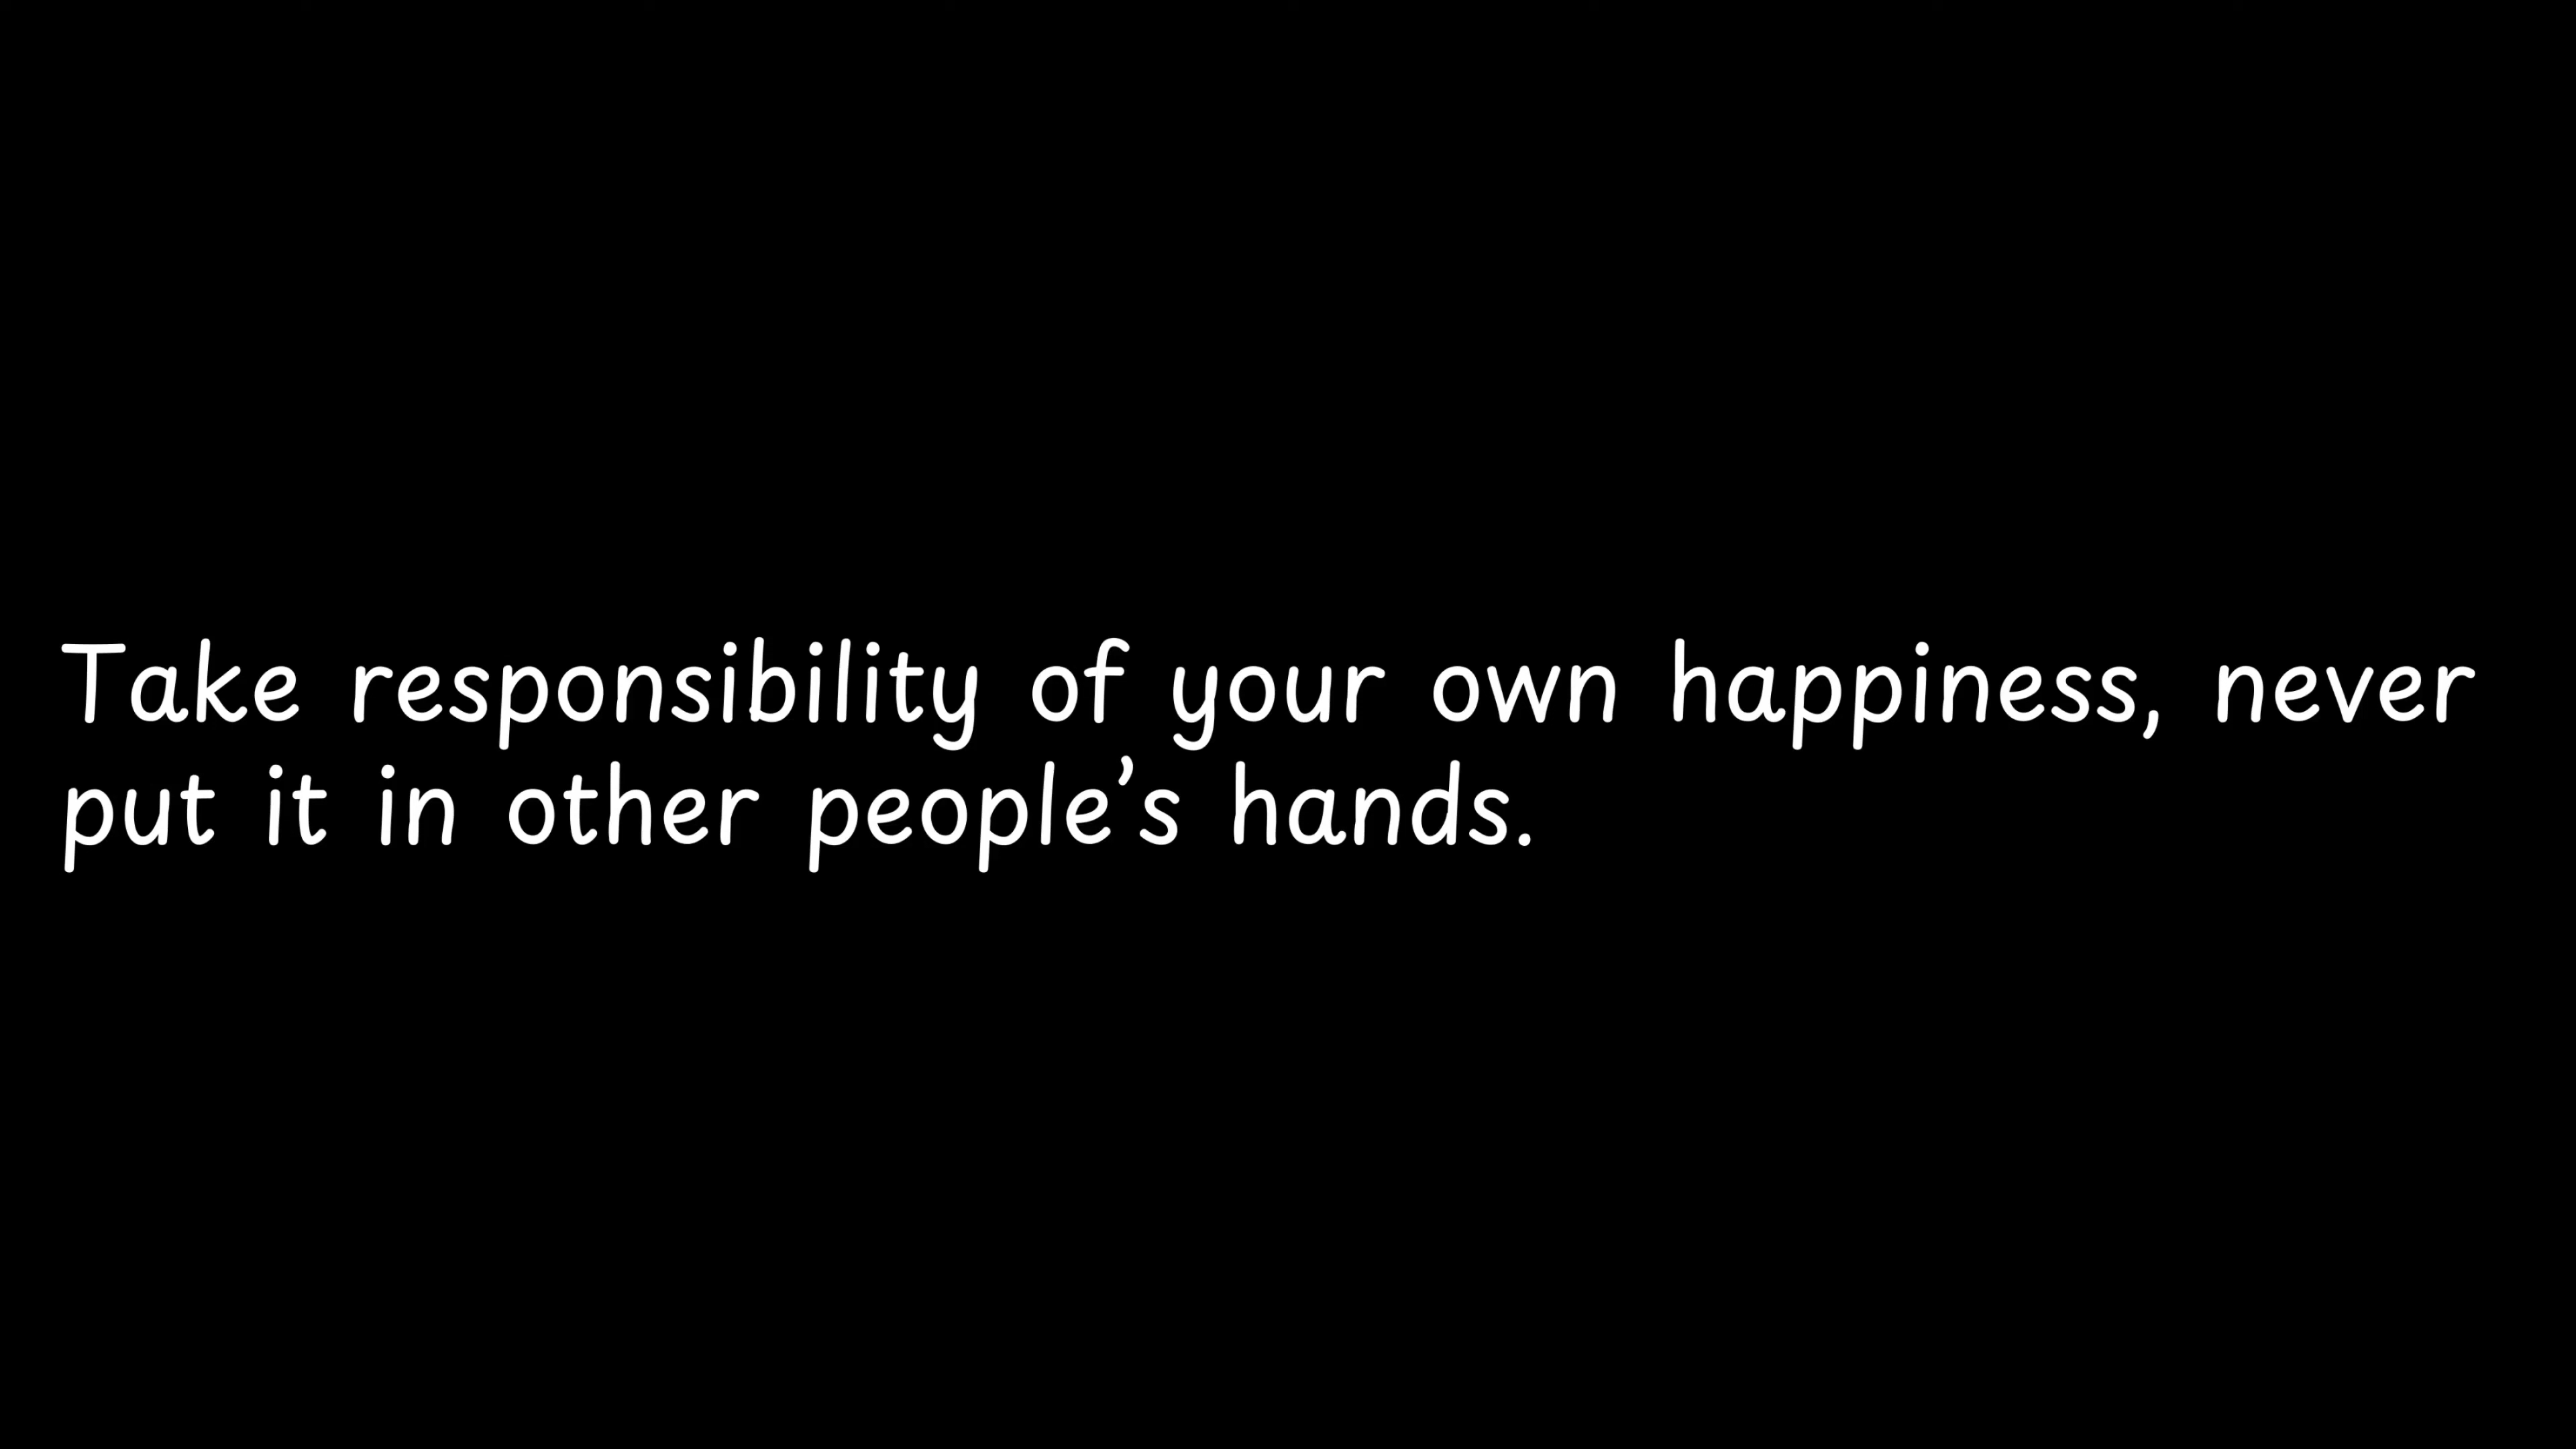 Take responsibility of your own happiness, never
put it in other people’s hands.